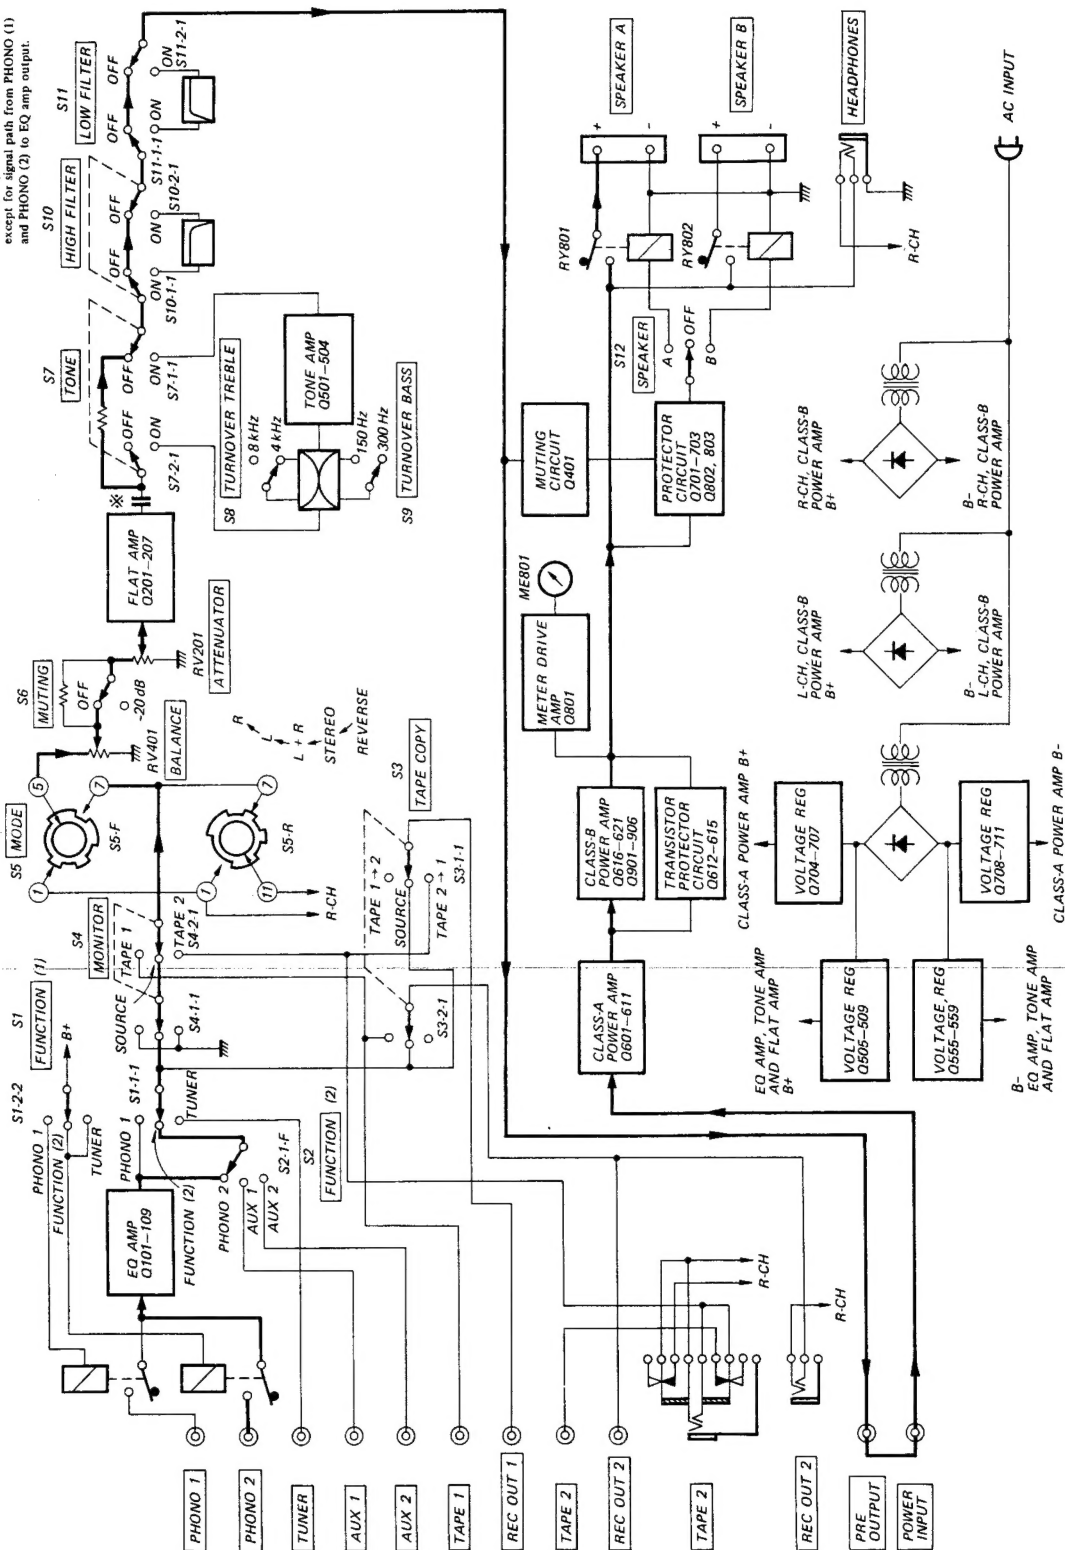 except for signal path from PHONO (1)
and PHONO (2) to EQ amp output.
PHONO 1
PHONO 2
TUNER
AUX 1
AUX 2
TAPE 1
REC OUT 1
TAPE 2
REC OUT 2
TAPE 2
REC OUT 2
PRE
OUTPUT
POWER
INPUT
EQ AMP
Q101–109
S1-2-2
PHONO 1
FUNCTION (2)
TUNER
B+
S1
FUNCTION (1)
PHONO 1
S1-1-1
TUNER
FUNCTION (2)
PHONO 2
AUX 1
AUX 2
S2-1-F
S2
FUNCTION (2)
SOURCE
S4-1-1
S4
MONITOR
TAPE 1
TAPE 2
S4-2-1
S5 MODE
1
5
7
S5-F
1
7
11
S5-R
R-CH
R
L
L + R
STEREO
REVERSE
S3
TAPE COPY
TAPE 1→2
SOURCE
TAPE 2→1
S3-1-1
S3-2-1
RV401
BALANCE
S6
MUTING
OFF
-20 dB
RV201
ATTENUATOR
FLAT AMP
Q201–207
※
S7
TONE
OFF
ON
S7-2-1
OFF
ON
S7-1-1
S8 TURNOVER TREBLE
8 kHz
4 kHz
TONE AMP
Q501–504
150 Hz
300 Hz
S9 TURNOVER BASS
S10
HIGH FILTER
OFF
ON
S10-1-1
OFF
ON
S10-2-1
S11
LOW FILTER
OFF
ON
S11-1-1
OFF
ON
S11-2-1
R-CH
R-CH
CLASS-A
POWER AMP
Q601–611
CLASS-B
POWER AMP
Q616–621
Q901–906
TRANSISTOR
PROTECTOR
CIRCUIT
Q612–615
METER DRIVE
AMP
Q801
ME801
MUTING
CIRCUIT
Q401
PROTECTOR
CIRCUIT
Q701–703
Q802, 803
S12
SPEAKER
A
OFF
B
RY801
RY802
+
-
SPEAKER A
+
-
SPEAKER B
HEADPHONES
R-CH
EQ AMP, TONE AMP
AND FLAT AMP
B+
VOLTAGE REG
Q505–509
VOLTAGE REG
Q555–559
B-
EQ AMP, TONE AMP
AND FLAT AMP
CLASS-A POWER AMP B+
VOLTAGE REG
Q704–707
VOLTAGE REG
Q708–711
CLASS-A POWER AMP B-
L-CH, CLASS-B
POWER AMP
B+
B-
L-CH, CLASS-B
POWER AMP
R-CH, CLASS-B
POWER AMP
B+
B-
R-CH, CLASS-B
POWER AMP
AC INPUT